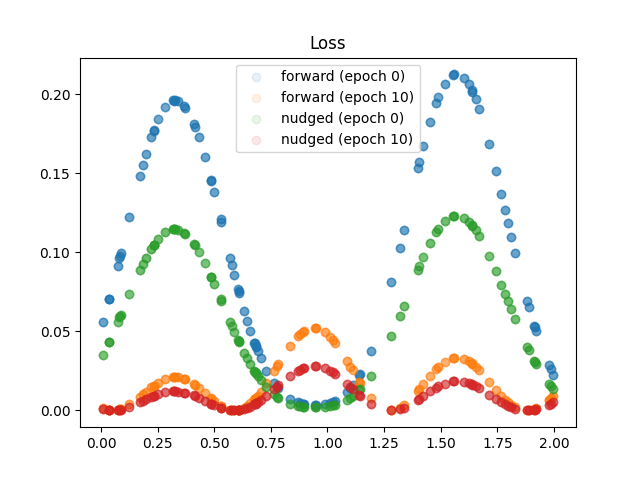 Loss
forward (epoch 0)
forward (epoch 10)
nudged (epoch 0)
nudged (epoch 10)
0.20
0.15
0.10
0.05
0.00
0.00 0.25 0.50 0.75 1.00 1.25 1.50 1.75 2.00